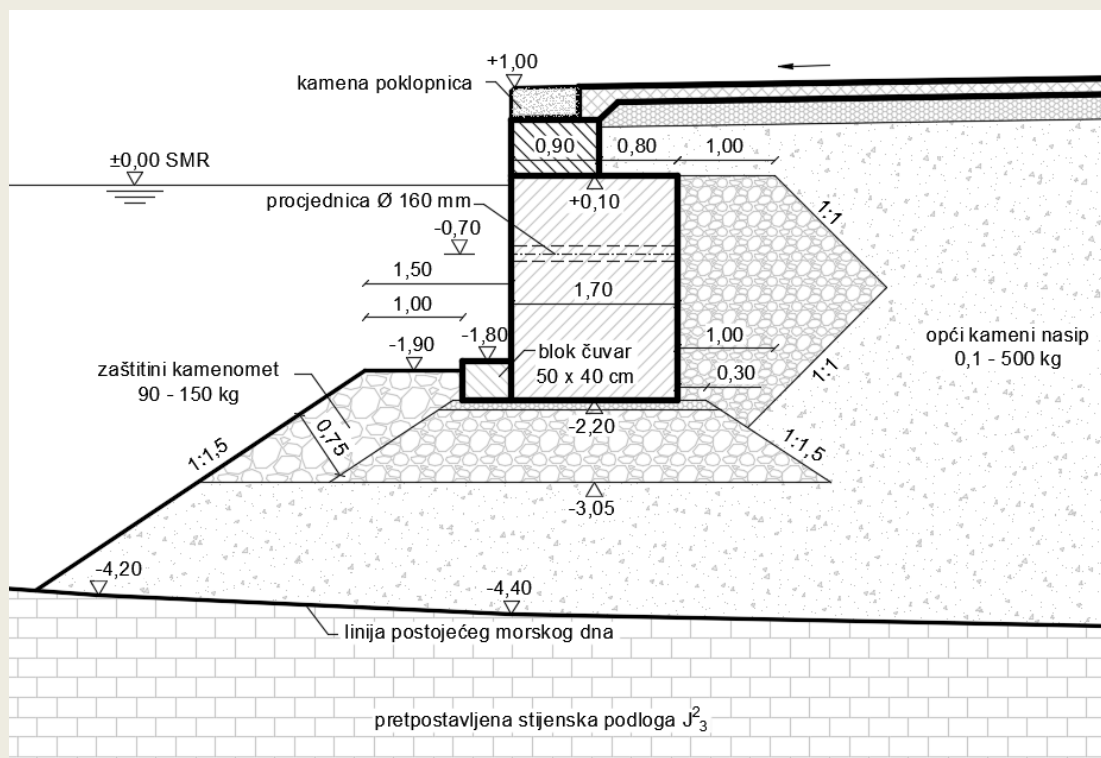 +1,00
kamena poklopnica
0,90 0,80 1,00
±0,00 SMR
+0,10
procjednica Ø 160 mm
1:1
-0,70
1,50
1,70
1,00
-1,80
-1,90
blok čuvar
50 x 40 cm
1,00
0,30
1:1
opći kameni nasip
0,1 - 500 kg
zaštitini kamenomet
90 - 150 kg
0,75
1:1,5
-2,20
1:1,5
-3,05
-4,20
-4,40
linija postojećeg morskog dna
pretpostavljena stijenska podloga J²₃